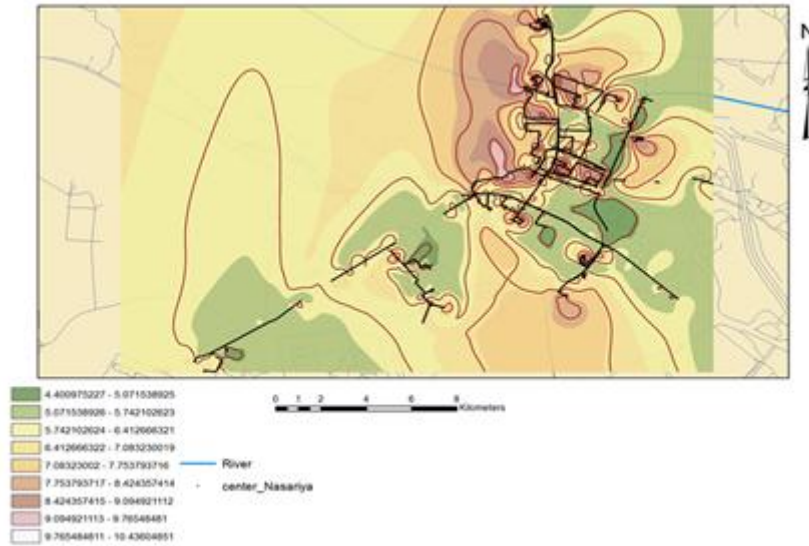 N
4.400975227 - 5.071538925
5.071538926 - 5.742102623
5.742102624 - 6.412666321
6.412666322 - 7.083230019
7.08323002 - 7.753793716
7.753793717 - 8.424357414
8.424357415 - 9.094921112
9.094921113 - 9.76548481
9.765484811 - 10.43604851
0 1 2 4 6 8
Kilometers
River
center_Nasariya